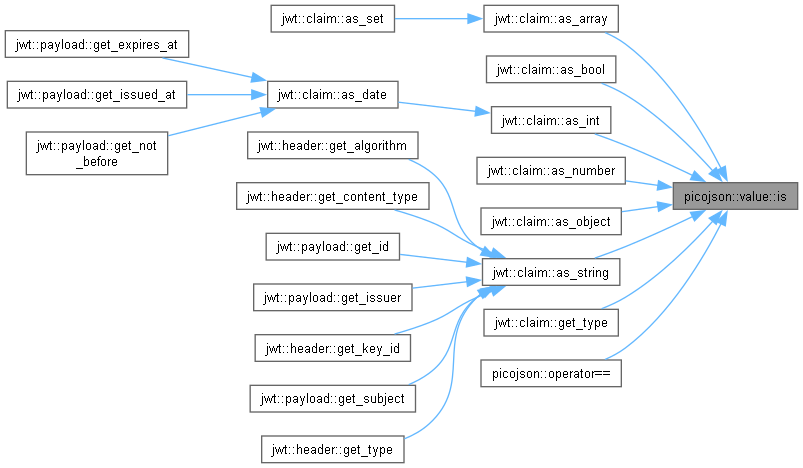 jwt::claim::as_set
jwt::claim::as_array
jwt::payload::get_expires_at
jwt::claim::as_bool
jwt::payload::get_issued_at
jwt::claim::as_date
jwt::claim::as_int
jwt::payload::get_not
_before
jwt::header::get_algorithm
jwt::claim::as_number
jwt::header::get_content_type
picojson::value::is
jwt::claim::as_object
jwt::payload::get_id
jwt::claim::as_string
jwt::payload::get_issuer
jwt::claim::get_type
jwt::header::get_key_id
picojson::operator==
jwt::payload::get_subject
jwt::header::get_type